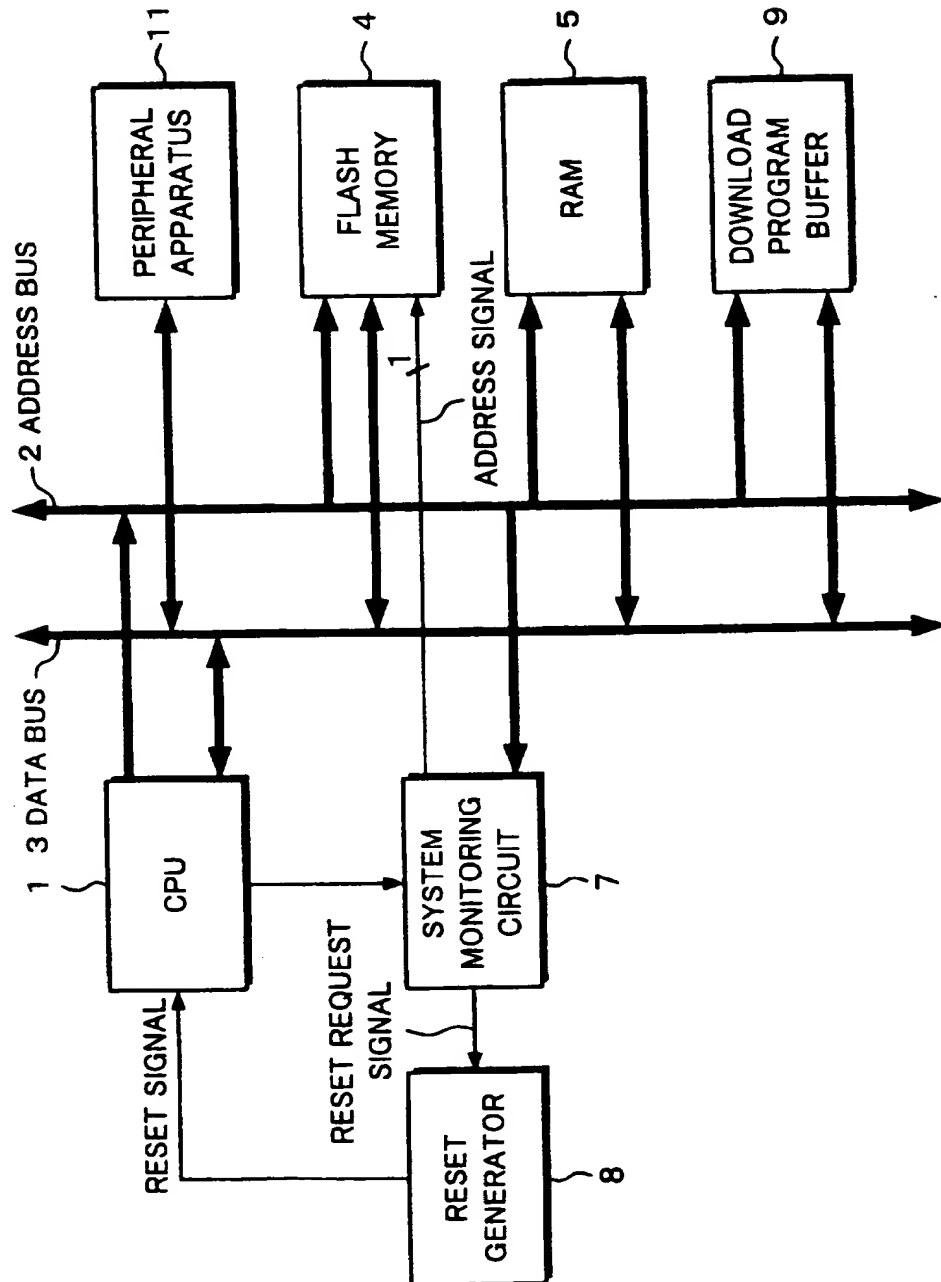 RESET SIGNAL
RESET
GENERATOR
8
RESET REQUEST
SIGNAL
1
CPU
SYSTEM
MONITORING
CIRCUIT
7
3 DATA BUS
2 ADDRESS BUS
ADDRESS SIGNAL
1
PERIPHERAL
APPARATUS
11
FLASH
MEMORY
4
RAM
5
DOWNLOAD
PROGRAM
BUFFER
9